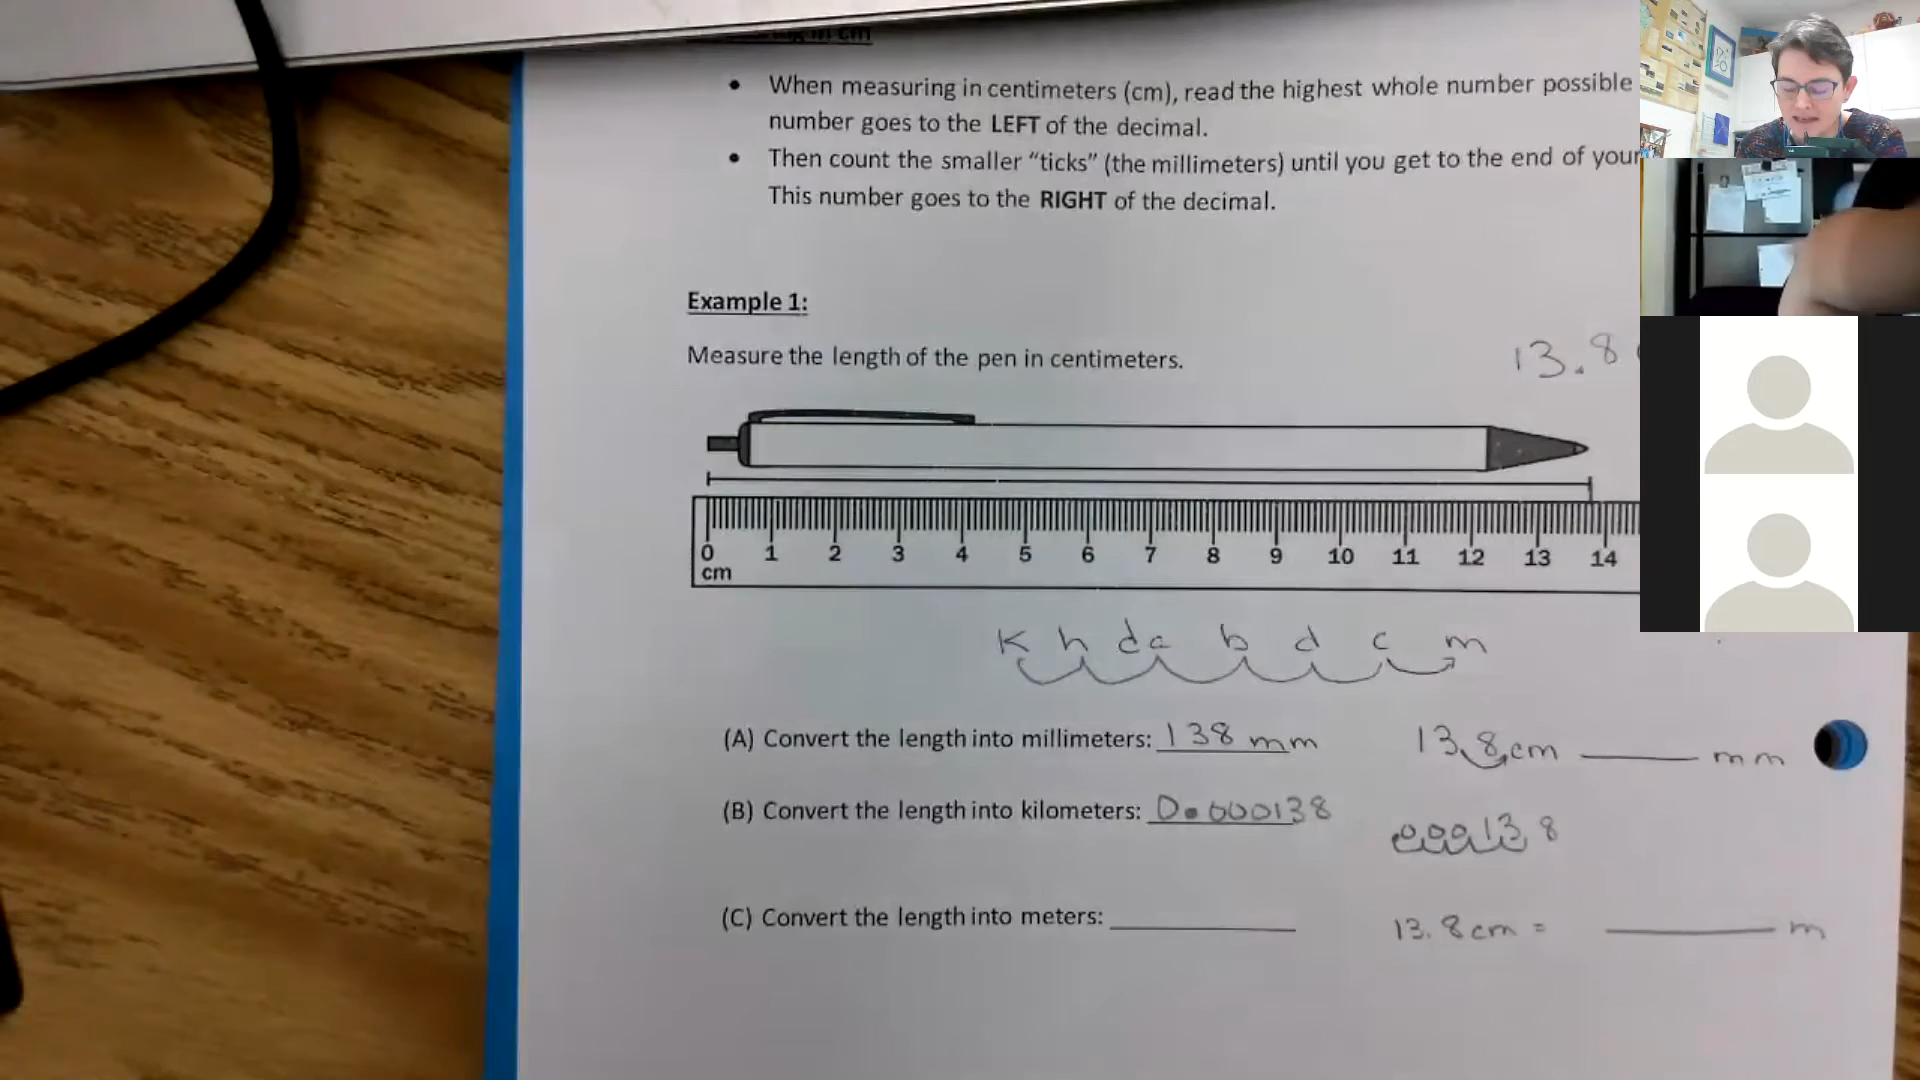 in cm
• When measuring in centimeters (cm), read the highest whole number possible
number goes to the LEFT of the decimal.
• Then count the smaller “ticks” (the millimeters) until you get to the end of your
This number goes to the RIGHT of the decimal.
Example 1:
Measure the length of the pen in centimeters.
13.8
0 1 2 3 4 5 6 7 8 9 10 11 12 13 14
cm
K h da b d c m
(A) Convert the length into millimeters: 138 mm 13.8,cm ____ mm
(B) Convert the length into kilometers: 0.000138 .00013 8
(C) Convert the length into meters: ____ 13.8cm = ____ m